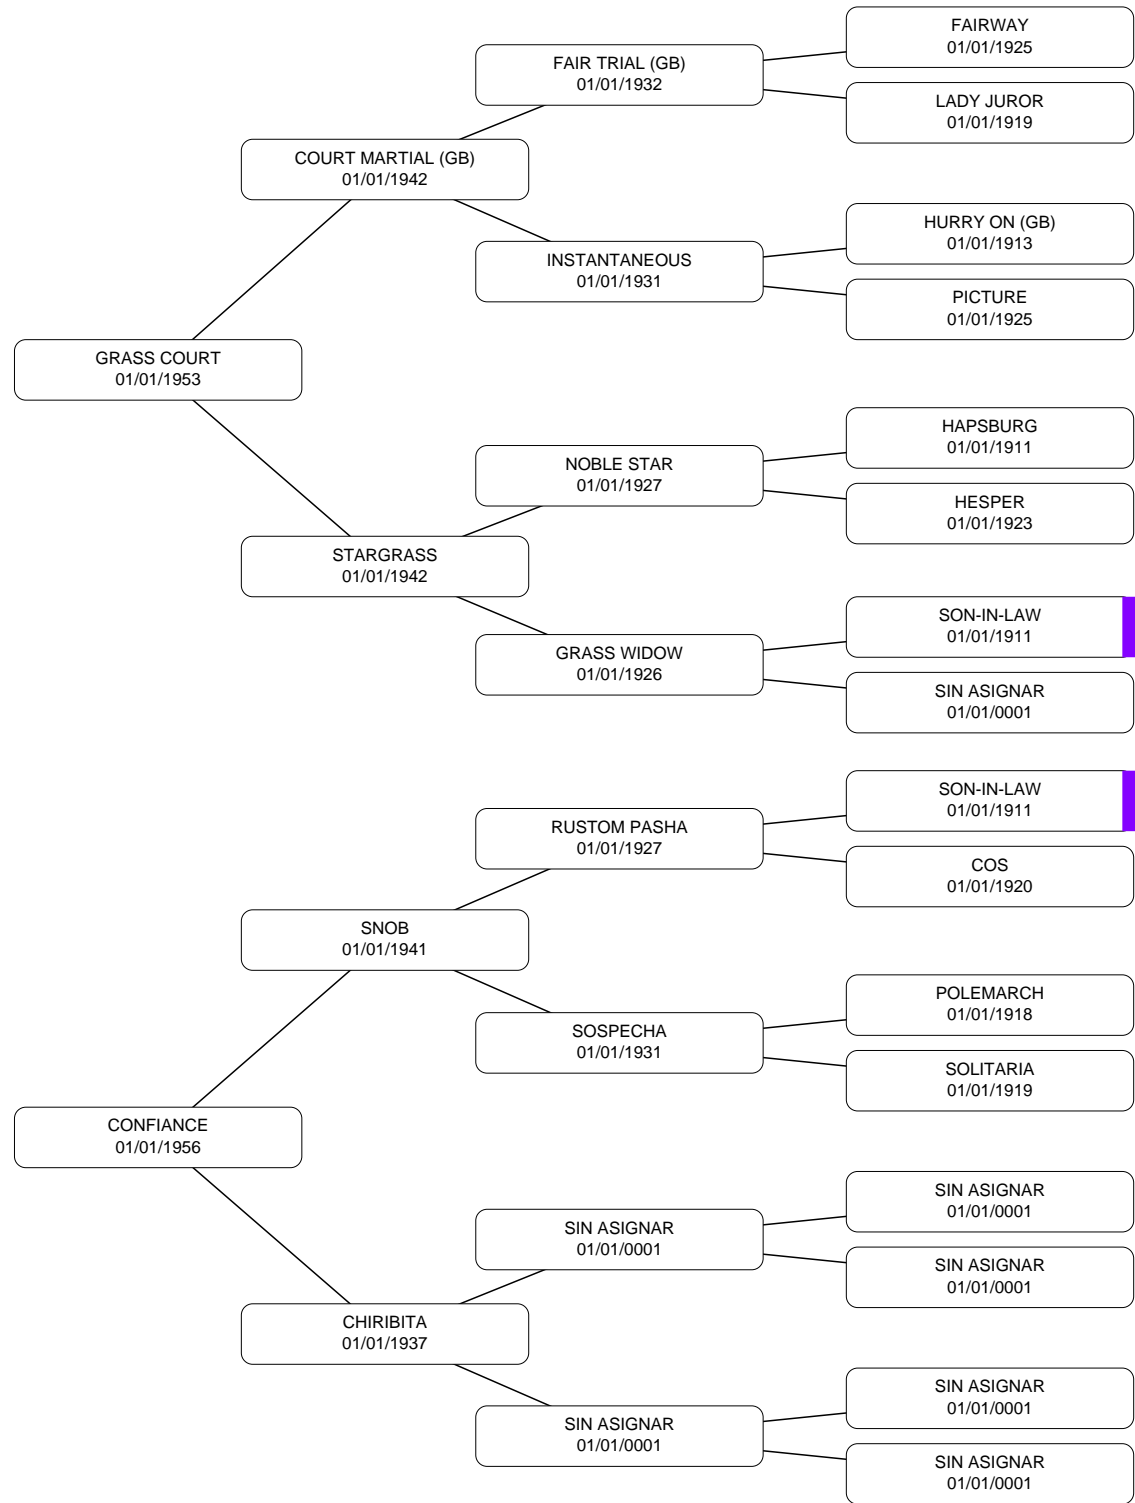 FAIRWAY
01/01/1925
FAIR TRIAL (GB)
01/01/1932
LADY JUROR
01/01/1919
COURT MARTIAL (GB)
01/01/1942
HURRY ON (GB)
01/01/1913
INSTANTANEOUS
01/01/1931
PICTURE
01/01/1925
GRASS COURT
01/01/1953
HAPSBURG
01/01/1911
NOBLE STAR
01/01/1927
HESPER
01/01/1923
STARGRASS
01/01/1942
SON-IN-LAW
01/01/1911
GRASS WIDOW
01/01/1926
SIN ASIGNAR
01/01/0001
SON-IN-LAW
01/01/1911
RUSTOM PASHA
01/01/1927
COS
01/01/1920
SNOB
01/01/1941
POLEMARCH
01/01/1918
SOSPECHA
01/01/1931
SOLITARIA
01/01/1919
CONFIANCE
01/01/1956
SIN ASIGNAR
01/01/0001
SIN ASIGNAR
01/01/0001
SIN ASIGNAR
01/01/0001
CHIRIBITA
01/01/1937
SIN ASIGNAR
01/01/0001
SIN ASIGNAR
01/01/0001
SIN ASIGNAR
01/01/0001